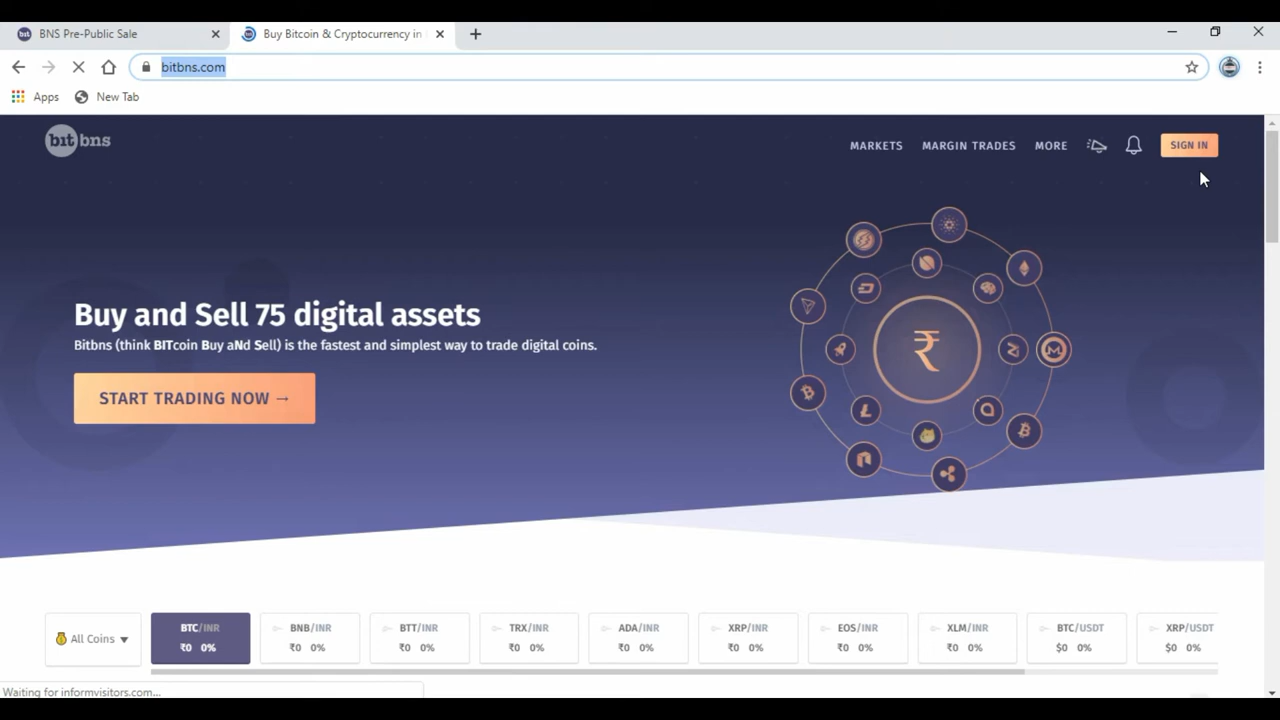 BNS Pre-Public Sale
Buy Bitcoin & Cryptocurrency in
bitbns.com
Apps
New Tab
bitbns
MARKETS
MARGIN TRADES
MORE
SIGN IN
Buy and Sell 75 digital assets
Bitbns (think BITcoin Buy aNd Sell) is the fastest and simplest way to trade digital coins.
START TRADING NOW →
₹
All Coins
BTC/INR
₹0 0%
BNB/INR
₹0 0%
BTT/INR
₹0 0%
TRX/INR
₹0 0%
ADA/INR
₹0 0%
XRP/INR
₹0 0%
EOS/INR
₹0 0%
XLM/INR
₹0 0%
BTC/USDT
$0 0%
XRP/USDT
$0 0%
Waiting for informvisitors.com...